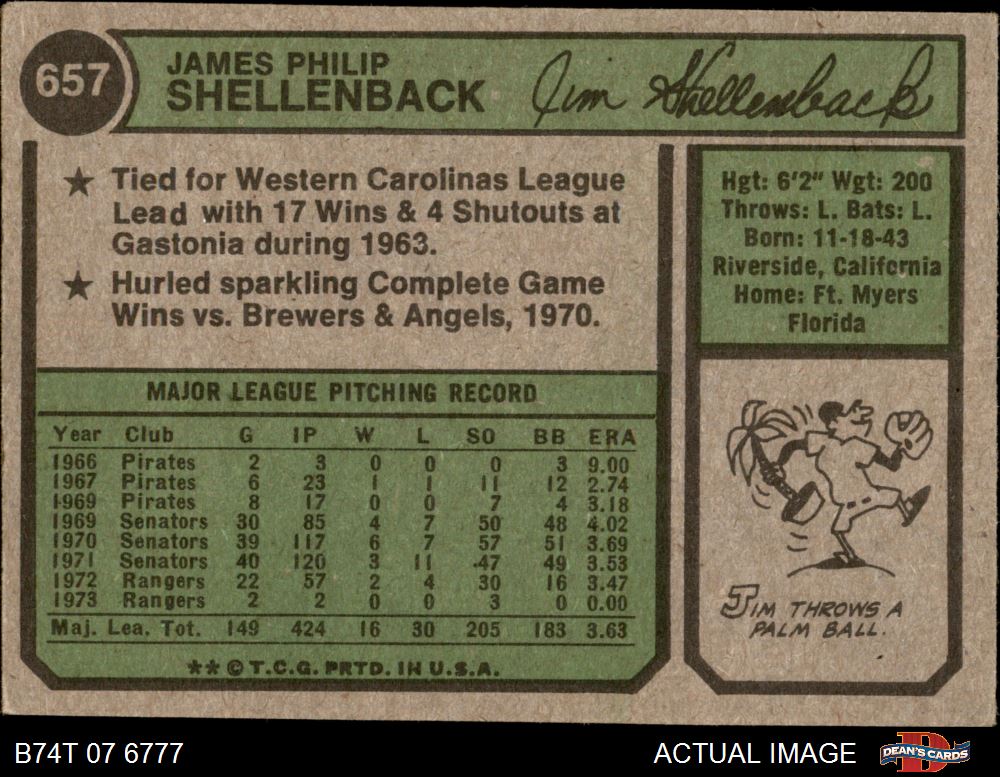 657
JAMES PHILIP
SHELLENBACK
Jim Shellenback
★ Tied for Western Carolinas League
Lead with 17 Wins & 4 Shutouts at
Gastonia during 1963.
★ Hurled sparkling Complete Game
Wins vs. Brewers & Angels, 1970.
Hgt: 6'2" Wgt: 200
Throws: L. Bats: L.
Born: 11-18-43
Riverside, California
Home: Ft. Myers
Florida
MAJOR LEAGUE PITCHING RECORD
Year Club G IP W L SO BB ERA
1966 Pirates 2 3 0 0 0 3 9.00
1967 Pirates 6 23 1 1 11 12 2.74
1969 Pirates 8 17 0 0 7 4 3.18
1969 Senators 30 85 4 7 50 48 4.02
1970 Senators 39 117 6 7 57 51 3.69
1971 Senators 40 120 3 11 47 49 3.53
1972 Rangers 22 57 2 4 30 16 3.47
1973 Rangers 2 2 0 0 3 0 0.00
Maj. Lea. Tot. 149 424 16 30 205 183 3.63
** © T.C.G. PRTD. IN U.S.A.
JIM THROWS A
PALM BALL.
B74T 07 6777
ACTUAL IMAGE
DEAN'S CARDS